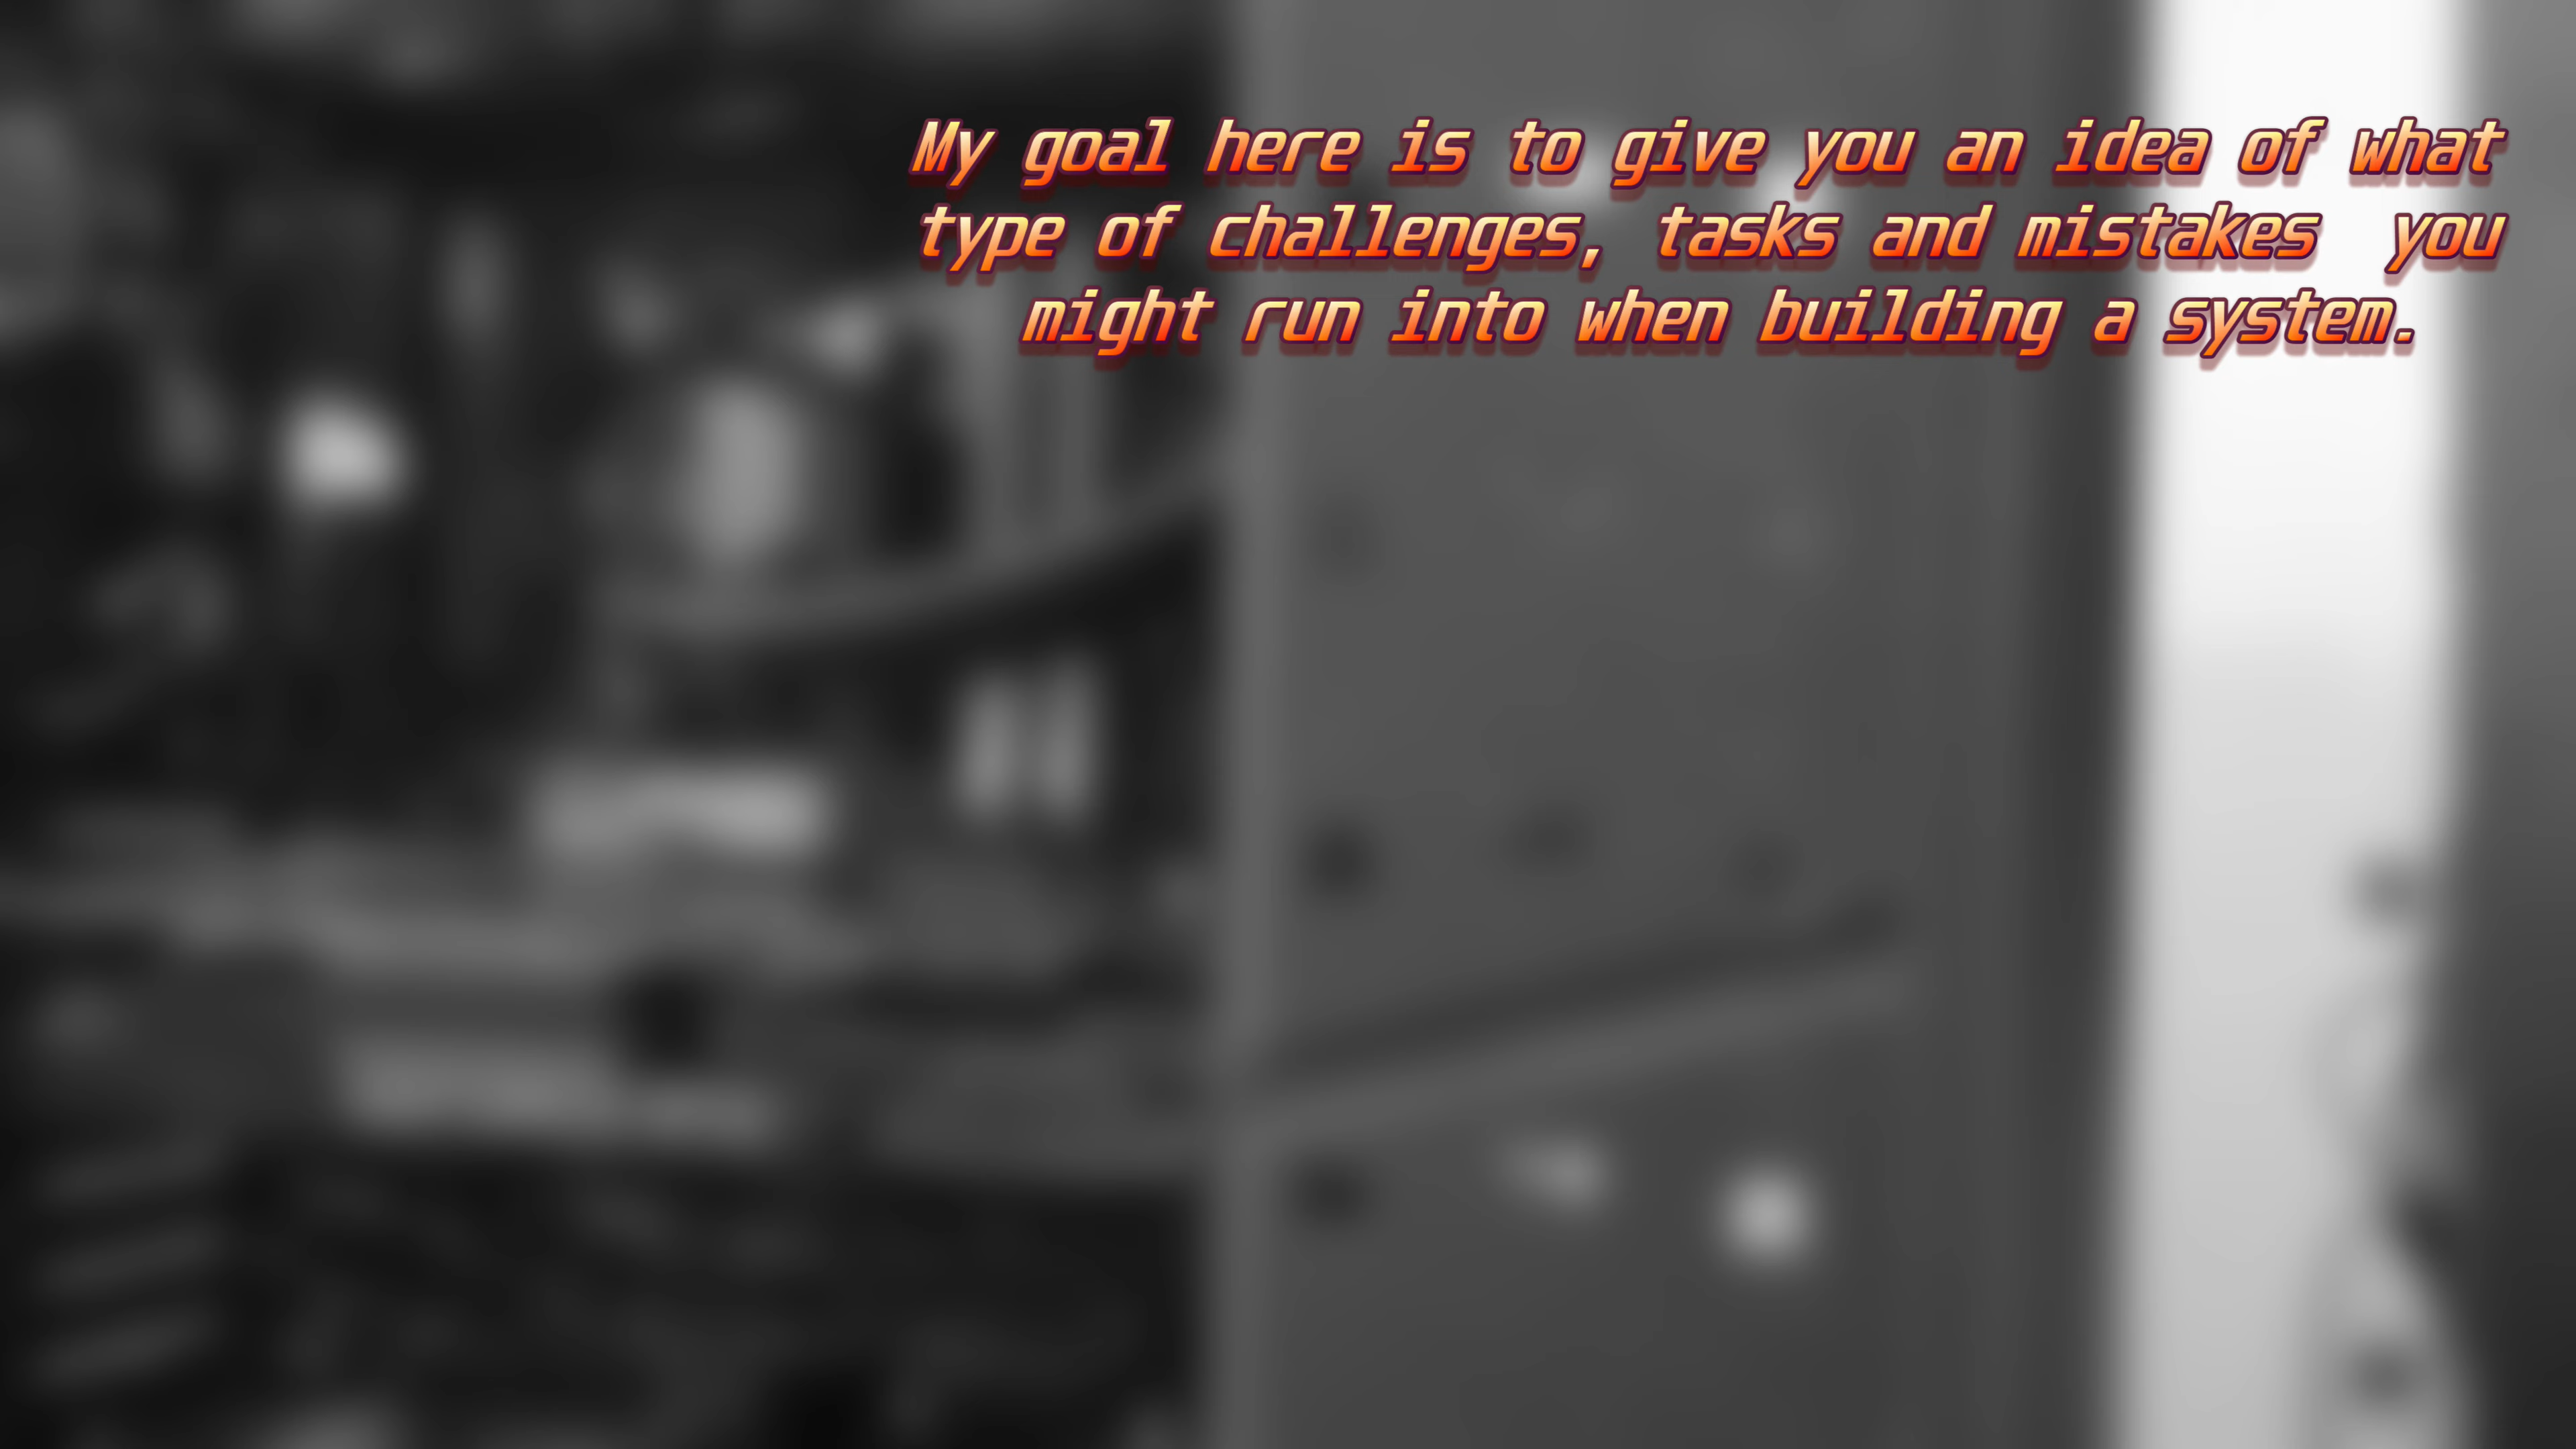 My goal here is to give you an idea of what
type of challenges, tasks and mistakes  you
might run into when building a system.